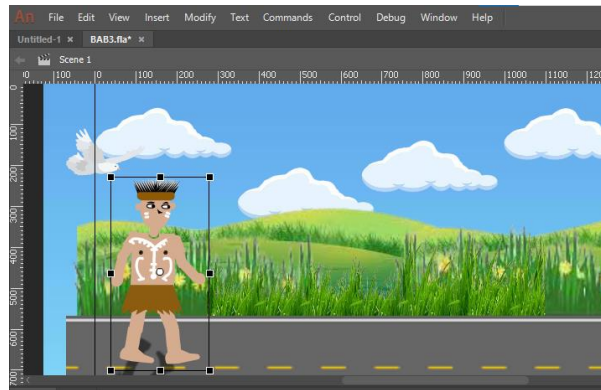 An File Edit View Insert Modify Text Commands Control Debug Window Help
Untitled-1 × BAB3.fla* ×
Scene 1
|100 |0 |100 |200 |300 |400 |500 |600 |700 |800 |900 |1000 |1100
0
100
200
300
400
500
600
700